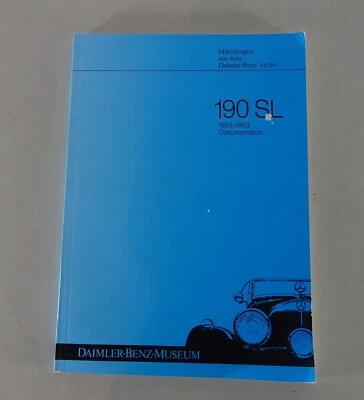 Mitteilungen
aus dem
Daimler-Benz Archiv
190 SL
1955-1963
Dokumentation
DAIMLER-BENZ-MUSEUM